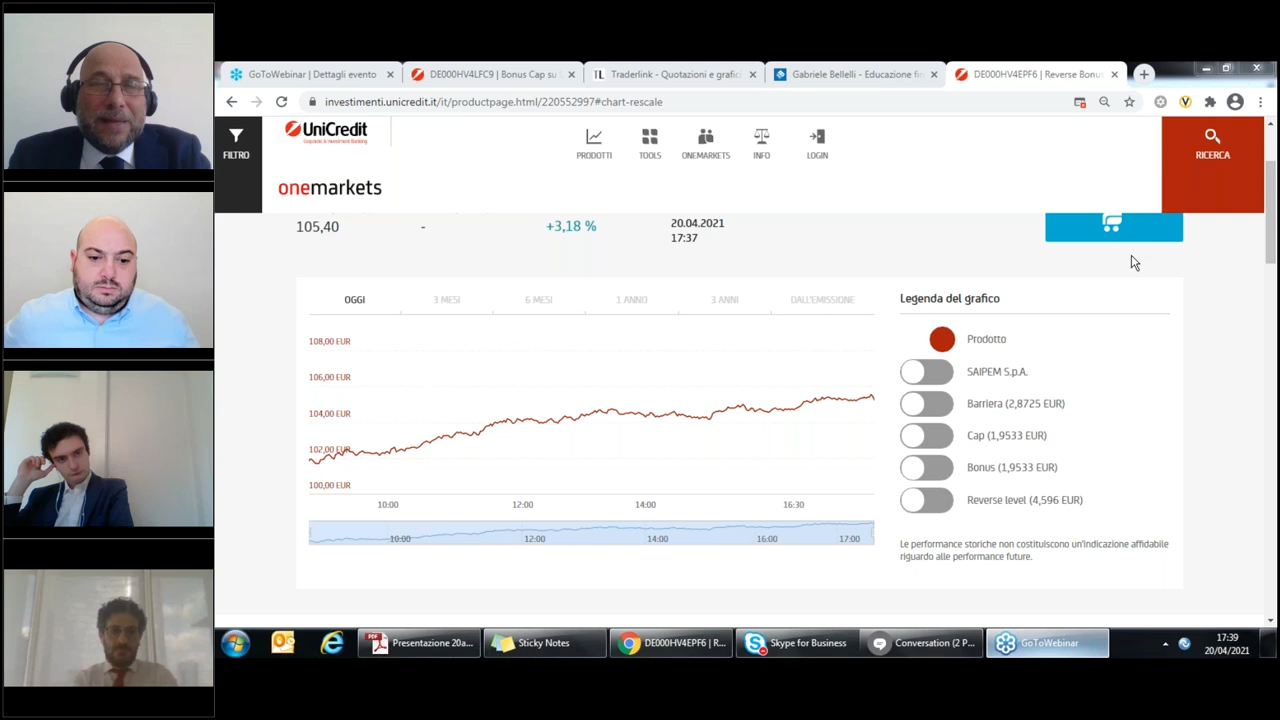 GoToWebinar | Dettagli evento
DE000HV4LFC9 | Bonus Cap su
Traderlink - Quotazioni e grafic
Gabriele Bellelli - Educazione fin
DE000HV4EPF6 | Reverse Bonus
investimenti.unicredit.it/it/productpage.html/220552997#chart-rescale
FILTRO
UniCredit
Corporate & Investment Banking
PRODOTTI
TOOLS
ONEMARKETS
INFO
LOGIN
RICERCA
onemarkets
105,40
-
+3,18 %
20.04.2021
17:37
OGGI
3 MESI
6 MESI
1 ANNO
3 ANNI
DALL'EMISSIONE
108,00 EUR
106,00 EUR
104,00 EUR
102,00 EUR
100,00 EUR
10:00
12:00
14:00
16:30
10:00
12:00
14:00
16:00
17:00
Legenda del grafico
Prodotto
SAIPEM S.p.A.
Barriera (2,8725 EUR)
Cap (1,9533 EUR)
Bonus (1,9533 EUR)
Reverse level (4,596 EUR)
Le performance storiche non costituiscono un'indicazione affidabile
riguardo alle performance future.
Presentazione 20a...
Sticky Notes
DE000HV4EPF6 | R...
Skype for Business
Conversation (2 P...
GoToWebinar
17:39
20/04/2021